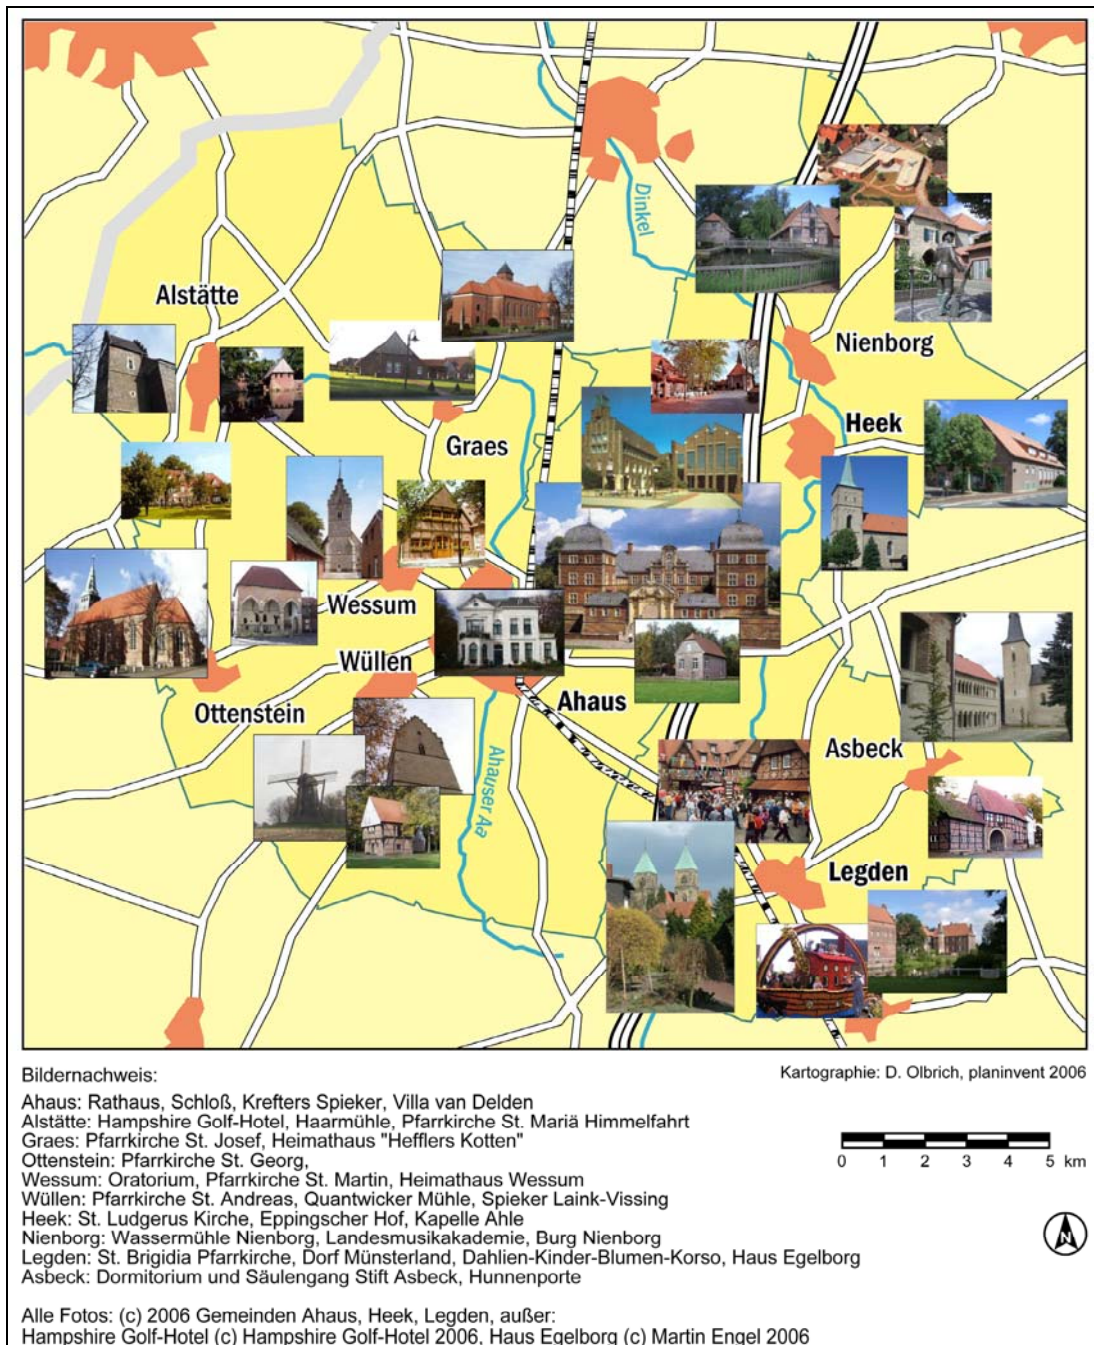 Dinkel
Alstätte
Nienborg
Heek
Graes
Wessum
Wüllen
Ahaus
Ottenstein
Asbeck
Ahauser Aa
Legden
Bildernachweis:
Kartographie: D. Olbrich, planinvent 2006
Ahaus: Rathaus, Schloß, Krefters Spieker, Villa van Delden
Alstätte: Hampshire Golf-Hotel, Haarmühle, Pfarrkirche St. Mariä Himmelfahrt
Graes: Pfarrkirche St. Josef, Heimathaus "Hefflers Kotten"
Ottenstein: Pfarrkirche St. Georg,
Wessum: Oratorium, Pfarrkirche St. Martin, Heimathaus Wessum
Wüllen: Pfarrkirche St. Andreas, Quantwicker Mühle, Spieker Laink-Vissing
Heek: St. Ludgerus Kirche, Eppingscher Hof, Kapelle Ahle
Nienborg: Wassermühle Nienborg, Landesmusikakademie, Burg Nienborg
Legden: St. Brigidia Pfarrkirche, Dorf Münsterland, Dahlien-Kinder-Blumen-Korso, Haus Egelborg
Asbeck: Dormitorium und Säulengang Stift Asbeck, Hunnenporte
0 1 2 3 4 5 km
N
Alle Fotos: (c) 2006 Gemeinden Ahaus, Heek, Legden, außer:
Hampshire Golf-Hotel (c) Hampshire Golf-Hotel 2006, Haus Egelborg (c) Martin Engel 2006